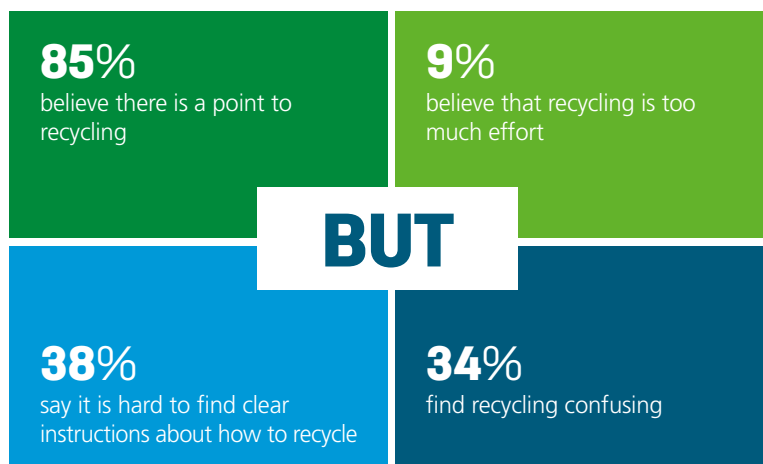 85%
believe there is a point to
recycling
9%
believe that recycling is too
much effort
BUT
38%
say it is hard to find clear
instructions about how to recycle
34%
find recycling confusing